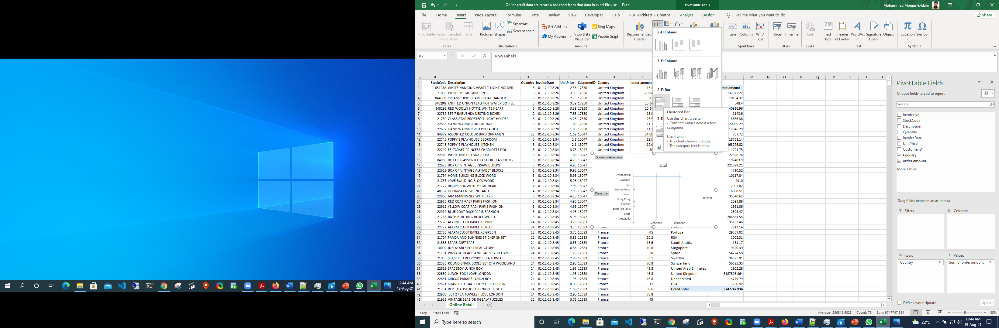 12:44 AM
19-Aug-21
Online retail data set create a bar chart from that data in excel file.xlsx - Excel
PivotTable Tools
Mohammad Monjur-E-Elahi
File Home Insert Page Layout Formulas Data Review View Developer Help PDF Architect 7 Creator Analyze Design Tell me what you want to do Share
PivotTable Recommended PivotTables Table
Tables
Pictures Shapes SmartArt Screenshot
Illustrations
Get Add-ins My Add-ins Visio Data Visualizer Bing Maps People Graph
Add-ins
Recommended Charts
Line Column Win/ Loss
Sparklines
Slicer Timeline
Filters
Link
Links
Text Box Header & Footer WordArt Signature Line Object
Text
Equation Symbol
Symbols
K2 fx Row Labels
2-D Column
3-D Column
2-D Bar
3-D
Clustered Bar
Use this chart type to:
• Compare values across a few
categories.
Use it when:
• The chart shows duration.
• The category text is long.
B C D E F G H I L M N O P Q R S T U
1 StockCode Description Quantity InvoiceDate UnitPrice CustomerID Country order amount
2 85123A WHITE HANGING HEART T-LIGHT HOLDER 6 01-12-10 8:26 2.55 17850 United Kingdom 15.3 rder amount
3 71053 WHITE METAL LANTERN 6 01-12-10 8:26 3.39 17850 United Kingdom 20.34 137077.27
4 84406B CREAM CUPID HEARTS COAT HANGER 8 01-12-10 8:26 2.75 17850 United Kingdom 22 10154.32
5 84029G KNITTED UNION FLAG HOT WATER BOTTLE 6 01-12-10 8:26 3.39 17850 United Kingdom 20.34 548.4
6 84029E RED WOOLLY HOTTIE WHITE HEART. 6 01-12-10 8:26 3.39 17850 United Kingdom 20.34 40910.96
7 22752 SET 7 BABUSHKA NESTING BOXES 2 01-12-10 8:26 7.65 17850 United Kingdom 15.3 1143.6
8 21730 GLASS STAR FROSTED T-LIGHT HOLDER 6 01-12-10 8:26 4.25 17850 United Kingdom 25.5 3666.38
9 22633 HAND WARMER UNION JACK 6 01-12-10 8:28 1.85 17850 United Kingdom 11.1 20086.29
10 22632 HAND WARMER RED POLKA DOT 6 01-12-10 8:28 1.85 17850 United Kingdom 11.1 12946.29
11 84879 ASSORTED COLOUR BIRD ORNAMENT 32 01-12-10 8:34 1.69 13047 United Kingdom 54.08 707.72
12 22745 POPPY'S PLAYHOUSE BEDROOM 6 01-12-10 8:34 2.1 13047 United Kingdom 12.6 18768.14
13 22748 POPPY'S PLAYHOUSE KITCHEN 6 01-12-10 8:34 2.1 13047 United Kingdom 12.6 263276.82
14 22749 FELTCRAFT PRINCESS CHARLOTTE DOLL 8 01-12-10 8:34 3.75 13047 United Kingdom 30 1291.75
15 22310 IVORY KNITTED MUG COSY 6 01-12-10 8:34 1.65 13047 22326.74
16 84969 BOX OF 6 ASSORTED COLOUR TEASPOONS 6 01-12-10 8:34 4.25 13047 197403.9
17 22623 BOX OF VINTAGE JIGSAW BLOCKS 3 01-12-10 8:34 4.95 13047 221698.21
18 22622 BOX OF VINTAGE ALPHABET BLOCKS 2 01-12-10 8:34 9.95 13047 4710.52
19 21754 HOME BUILDING BLOCK WORD 3 01-12-10 8:34 5.95 13047 10117.04
20 21755 LOVE BUILDING BLOCK WORD 3 01-12-10 8:34 5.95 13047 4310
21 21777 RECIPE BOX WITH METAL HEART 4 01-12-10 8:34 7.95 13047 7907.82
22 48187 DOORMAT NEW ENGLAND 4 01-12-10 8:34 7.95 13047 16890.51
23 22960 JAM MAKING SET WITH JARS 6 01-12-10 8:34 4.25 13047 35340.62
24 22913 RED COAT RACK PARIS FASHION 3 01-12-10 8:34 4.95 13047 1693.88
25 22912 YELLOW COAT RACK PARIS FASHION 3 01-12-10 8:34 4.95 13047 1661.06
26 22914 BLUE COAT RACK PARIS FASHION 3 01-12-10 8:34 4.95 13047 2505.47
27 21756 BATH BUILDING BLOCK WORD 3 01-12-10 8:35 5.95 13047 284661.54
28 22728 ALARM CLOCK BAKELIKE PINK 24 01-12-10 8:45 3.75 12583 35163.46
29 22727 ALARM CLOCK BAKELIKE RED 24 01-12-10 8:45 3.75 12583 7213.14
30 22726 ALARM CLOCK BAKELIKE GREEN 12 01-12-10 8:45 3.75 12583 France 45 Portugal 29367.02
31 21724 PANDA AND BUNNIES STICKER SHEET 12 01-12-10 8:45 0.85 12583 France 10.2 RSA 1002.31
32 21883 STARS GIFT TAPE 24 01-12-10 8:45 0.65 12583 France 15.6 Saudi Arabia 131.17
33 10002 INFLATABLE POLITICAL GLOBE 48 01-12-10 8:45 0.85 12583 France 40.8 Singapore 9120.39
34 21791 VINTAGE HEADS AND TAILS CARD GAME 24 01-12-10 8:45 1.25 12583 France 30 Spain 54774.58
35 21035 SET/2 RED RETROSPOT TEA TOWELS 18 01-12-10 8:45 2.95 12583 France 53.1 Sweden 36595.91
36 22326 ROUND SNACK BOXES SET OF4 WOODLAND 24 01-12-10 8:45 2.95 12583 France 70.8 Switzerland 56385.35
37 22629 SPACEBOY LUNCH BOX 24 01-12-10 8:45 1.95 12583 France 46.8 United Arab Emirates 1902.28
38 22659 LUNCH BOX I LOVE LONDON 24 01-12-10 8:45 1.95 12583 France 46.8 United Kingdom 8187806.364
39 22631 CIRCUS PARADE LUNCH BOX 24 01-12-10 8:45 1.95 12583 France 46.8 Unspecified 4749.79
40 22661 CHARLOTTE BAG DOLLY GIRL DESIGN 20 01-12-10 8:45 0.85 12583 France 17 USA 1730.92
41 21731 RED TOADSTOOL LED NIGHT LIGHT 24 01-12-10 8:45 1.65 12583 France 39.6 Grand Total 9747747.934
42 22900 SET 2 TEA TOWELS I LOVE LONDON 24 01-12-10 8:45 2.95 12583 France 70.8
43 21913 VINTAGE SEASIDE JIGSAW PUZZLES 12 01-12-10 8:45 3.75 12583 France 45
Sum of order amount
Total
Unspecified
Sweden
RSA
Netherlands
Japan
Hong Kong
Finland
Czech Republic
Brazil
Australia
Coun...
0 4000000 8000000
Total
PivotTable Fields
Choose fields to add to report:
Search
InvoiceNo
StockCode
Description
Quantity
InvoiceDate
UnitPrice
CustomerID
Country
order amount
More Tables...
Drag fields between areas below:
Filters Columns
Rows Values
Country Sum of order amount
Defer Layout Update Update
Online Retail
Ready Scroll Lock Average: 256519.6825 Count: 78 Sum: 9747747.934 85%
Type here to search 22°C 12:44 AM
19-Aug-21